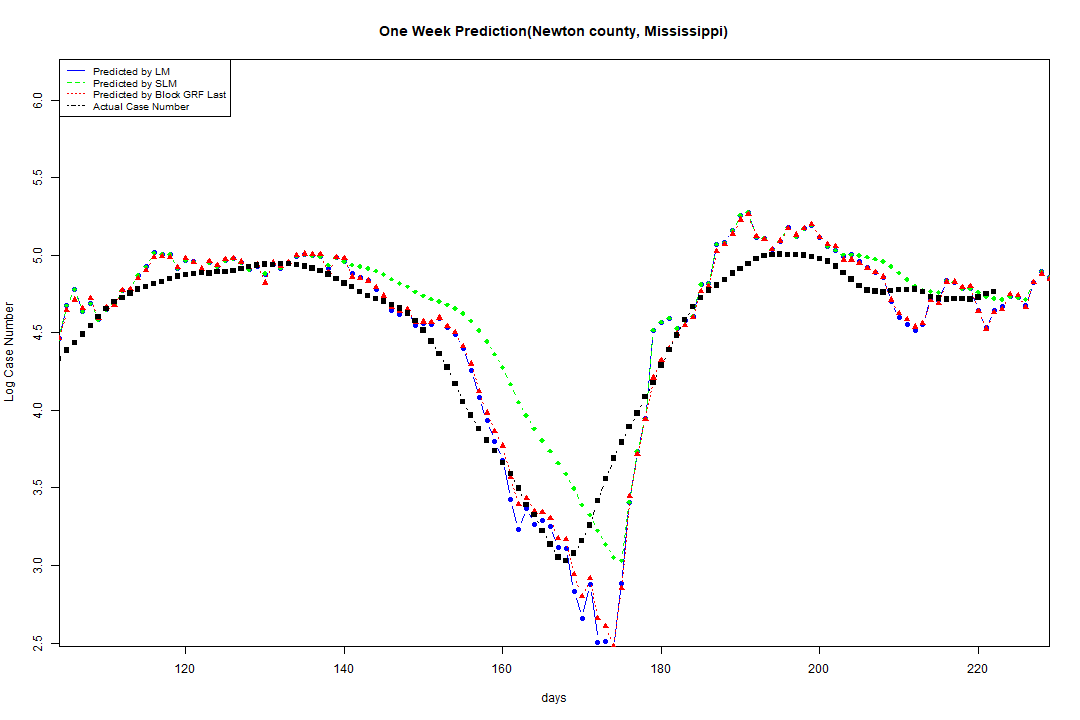 One Week Prediction(Newton county, Mississippi)
Predicted by LM
Predicted by SLM
Predicted by Block GRF Last
Actual Case Number
6.0
5.5
5.0
4.5
4.0
3.5
3.0
2.5
Log Case Number
120 140 160 180 200 220
days